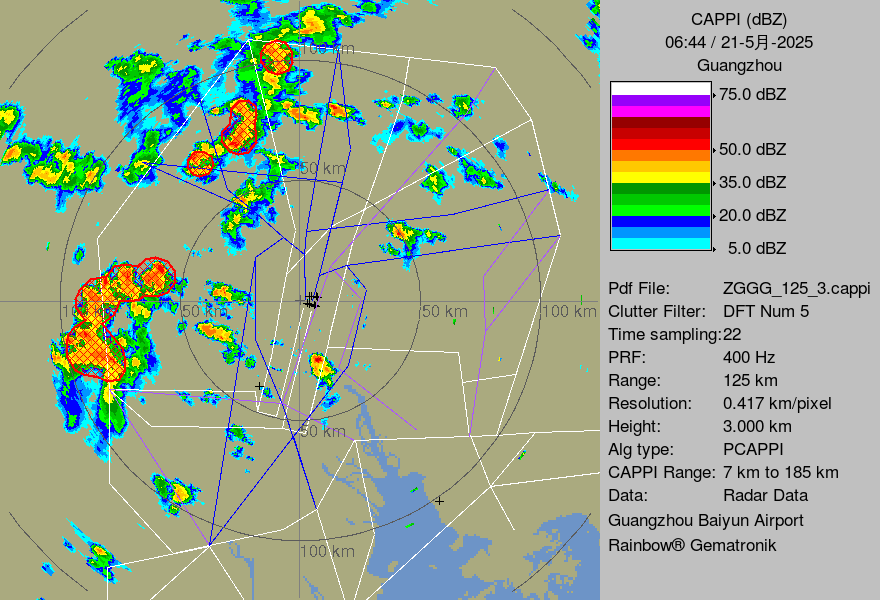 CAPPI (dBZ)
06:44 / 21-5月-2025
Guangzhou
75.0 dBZ
50.0 dBZ
35.0 dBZ
20.0 dBZ
5.0 dBZ
Pdf File: ZGGG_125_3.cappi
Clutter Filter: DFT Num 5
Time sampling:22
PRF: 400 Hz
Range: 125 km
Resolution: 0.417 km/pixel
Height: 3.000 km
Alg type: PCAPPI
CAPPI Range: 7 km to 185 km
Data: Radar Data
Guangzhou Baiyun Airport
Rainbow® Gematronik
100 km
50 km
100 km
50 km
50 km
100 km
50 km
100 km